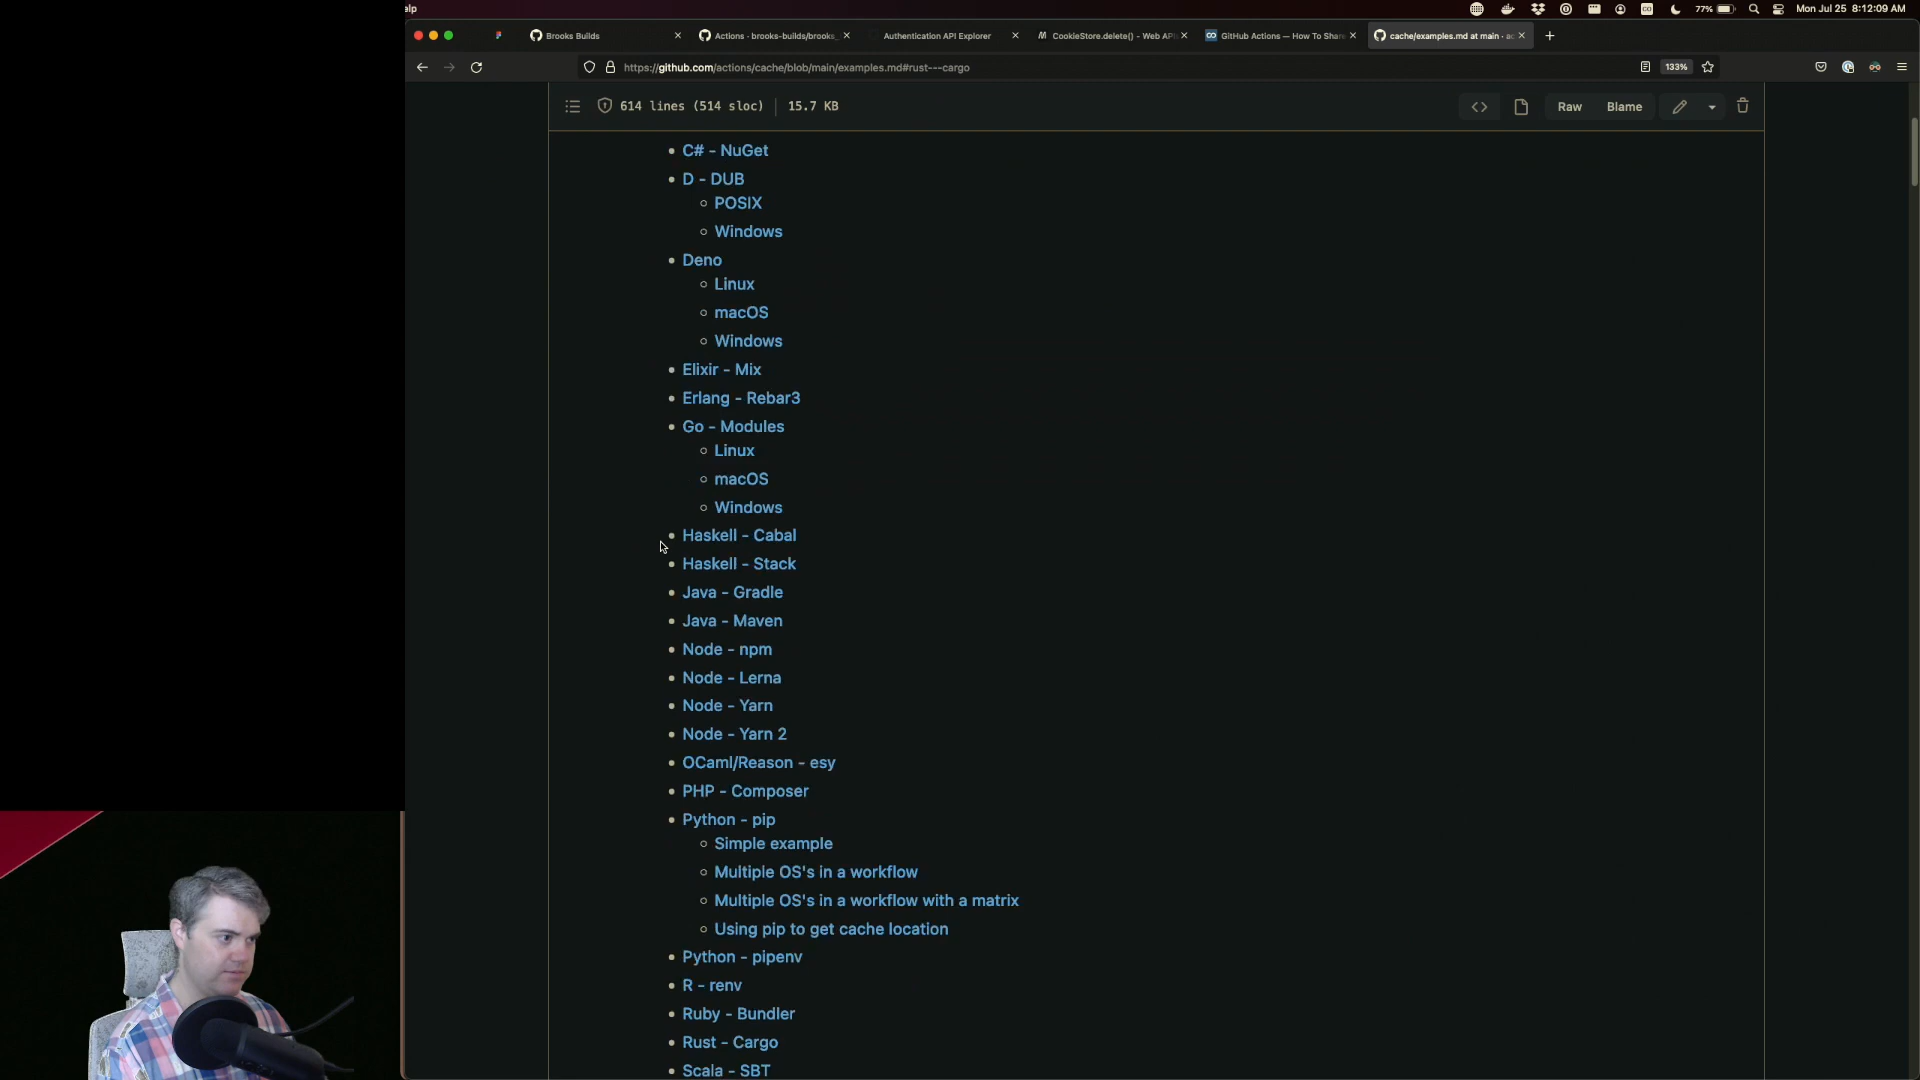 elp
77%
Mon Jul 25 8:12:09 AM
Brooks Builds
Actions · brooks-builds/brooks_
Authentication API Explorer
CookieStore.delete() - Web API
GitHub Actions — How To Share
cache/examples.md at main · ac
https://github.com/actions/cache/blob/main/examples.md#rust---cargo
133%
614 lines (514 sloc)
15.7 KB
Raw
Blame
C# - NuGet
D - DUB
POSIX
Windows
Deno
Linux
macOS
Windows
Elixir - Mix
Erlang - Rebar3
Go - Modules
Linux
macOS
Windows
Haskell - Cabal
Haskell - Stack
Java - Gradle
Java - Maven
Node - npm
Node - Lerna
Node - Yarn
Node - Yarn 2
OCaml/Reason - esy
PHP - Composer
Python - pip
Simple example
Multiple OS's in a workflow
Multiple OS's in a workflow with a matrix
Using pip to get cache location
Python - pipenv
R - renv
Ruby - Bundler
Rust - Cargo
Scala - SBT